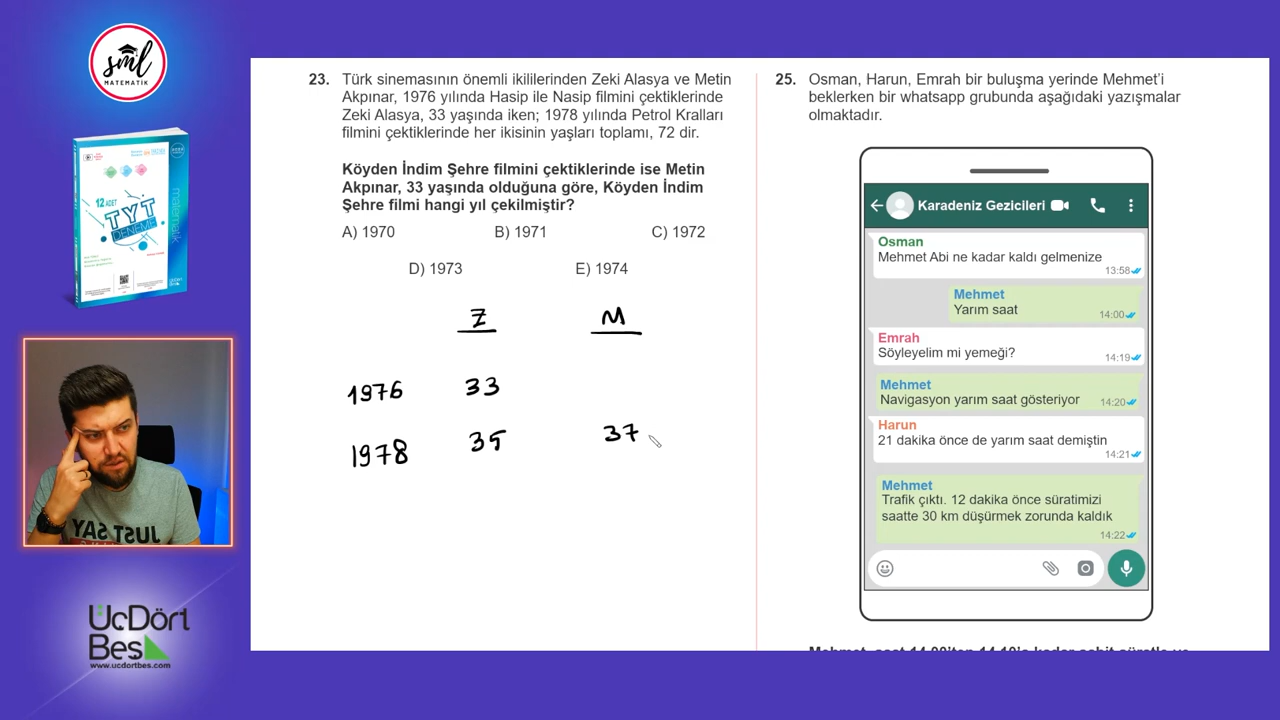 sml
MATEMATİK
12 ADET
TYT
DENEME
matematik
ÜçDört
Beş
www.ucdortbes.com
23. Türk sinemasının önemli ikililerinden Zeki Alasya ve Metin
Akpınar, 1976 yılında Hasip ile Nasip filmini çektiklerinde
Zeki Alasya, 33 yaşında iken; 1978 yılında Petrol Kralları
filmini çektiklerinde her ikisinin yaşları toplamı, 72 dir.
Köyden İndim Şehre filmini çektiklerinde ise Metin
Akpınar, 33 yaşında olduğuna göre, Köyden İndim
Şehre filmi hangi yıl çekilmiştir?
A) 1970 B) 1971 C) 1972
D) 1973 E) 1974
Z M
1976 33
1978 35 37
25. Osman, Harun, Emrah bir buluşma yerinde Mehmet'i
beklerken bir whatsapp grubunda aşağıdaki yazışmalar
olmaktadır.
Karadeniz Gezicileri
Osman
Mehmet Abi ne kadar kaldı gelmenize
13:58
Mehmet
Yarım saat
14:00
Emrah
Söyleyelim mi yemeği?
14:19
Mehmet
Navigasyon yarım saat gösteriyor
14:20
Harun
21 dakika önce de yarım saat demiştin
14:21
Mehmet
Trafik çıktı. 12 dakika önce süratimizi
saatte 30 km düşürmek zorunda kaldık
14:22
JUST SAY